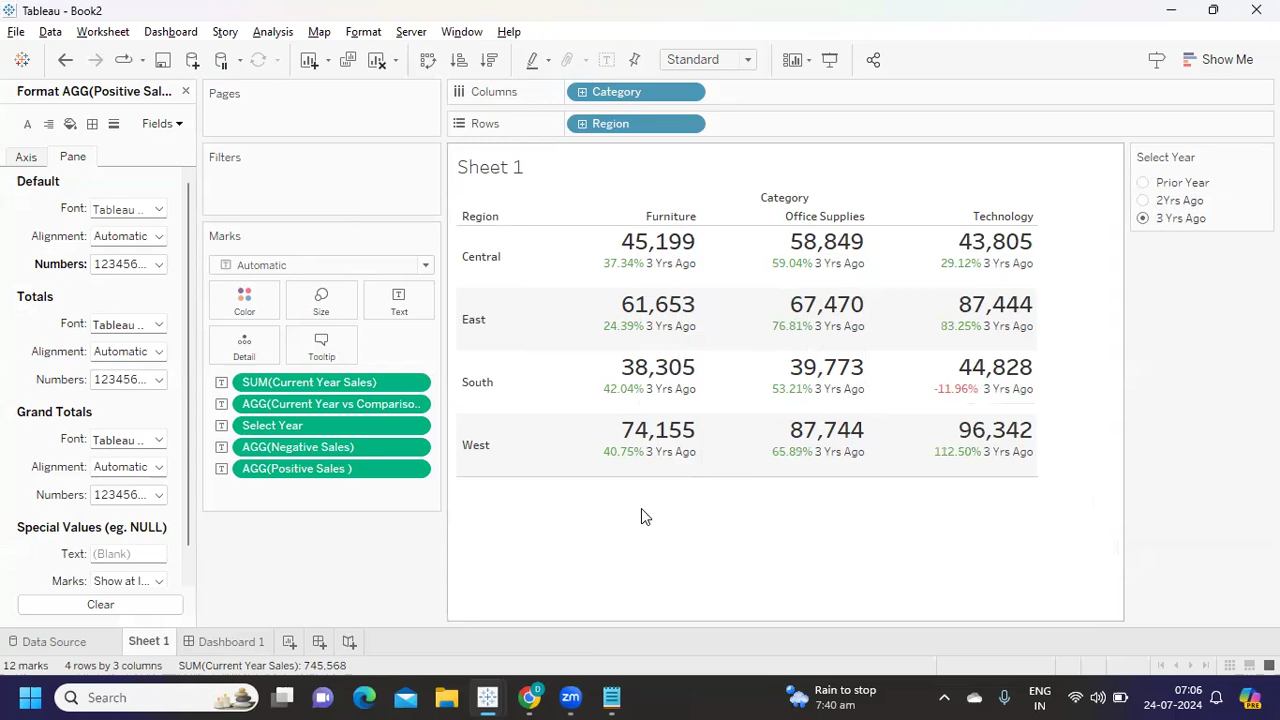 Tableau - Book2
File Data Worksheet Dashboard Story Analysis Map Format Server Window Help
Standard
Show Me
Format AGG(Positive Sal...
Fields
Axis
Pane
Default
Font: Tableau ..
Alignment: Automatic
Numbers: 123456...
Totals
Font: Tableau ..
Alignment: Automatic
Numbers: 123456...
Grand Totals
Font: Tableau ..
Alignment: Automatic
Numbers: 123456...
Special Values (eg. NULL)
Text: (Blank)
Marks: Show at I...
Clear
Pages
Filters
Marks
Automatic
Color Size Text
Detail Tooltip
SUM(Current Year Sales)
AGG(Current Year vs Compariso..
Select Year
AGG(Negative Sales)
AGG(Positive Sales )
Columns Category
Rows Region
Sheet 1
Category
Region Furniture Office Supplies Technology
Central 45,199 58,849 43,805
37.34% 3 Yrs Ago 59.04% 3 Yrs Ago 29.12% 3 Yrs Ago
East 61,653 67,470 87,444
24.39% 3 Yrs Ago 76.81% 3 Yrs Ago 83.25% 3 Yrs Ago
South 38,305 39,773 44,828
42.04% 3 Yrs Ago 53.21% 3 Yrs Ago -11.96% 3 Yrs Ago
West 74,155 87,744 96,342
40.75% 3 Yrs Ago 65.89% 3 Yrs Ago 112.50% 3 Yrs Ago
Select Year
Prior Year
2Yrs Ago
3 Yrs Ago
Data Source Sheet 1 Dashboard 1
12 marks 4 rows by 3 columns SUM(Current Year Sales): 745,568
Search
Rain to stop
7:40 am
ENG
IN
07:06
24-07-2024